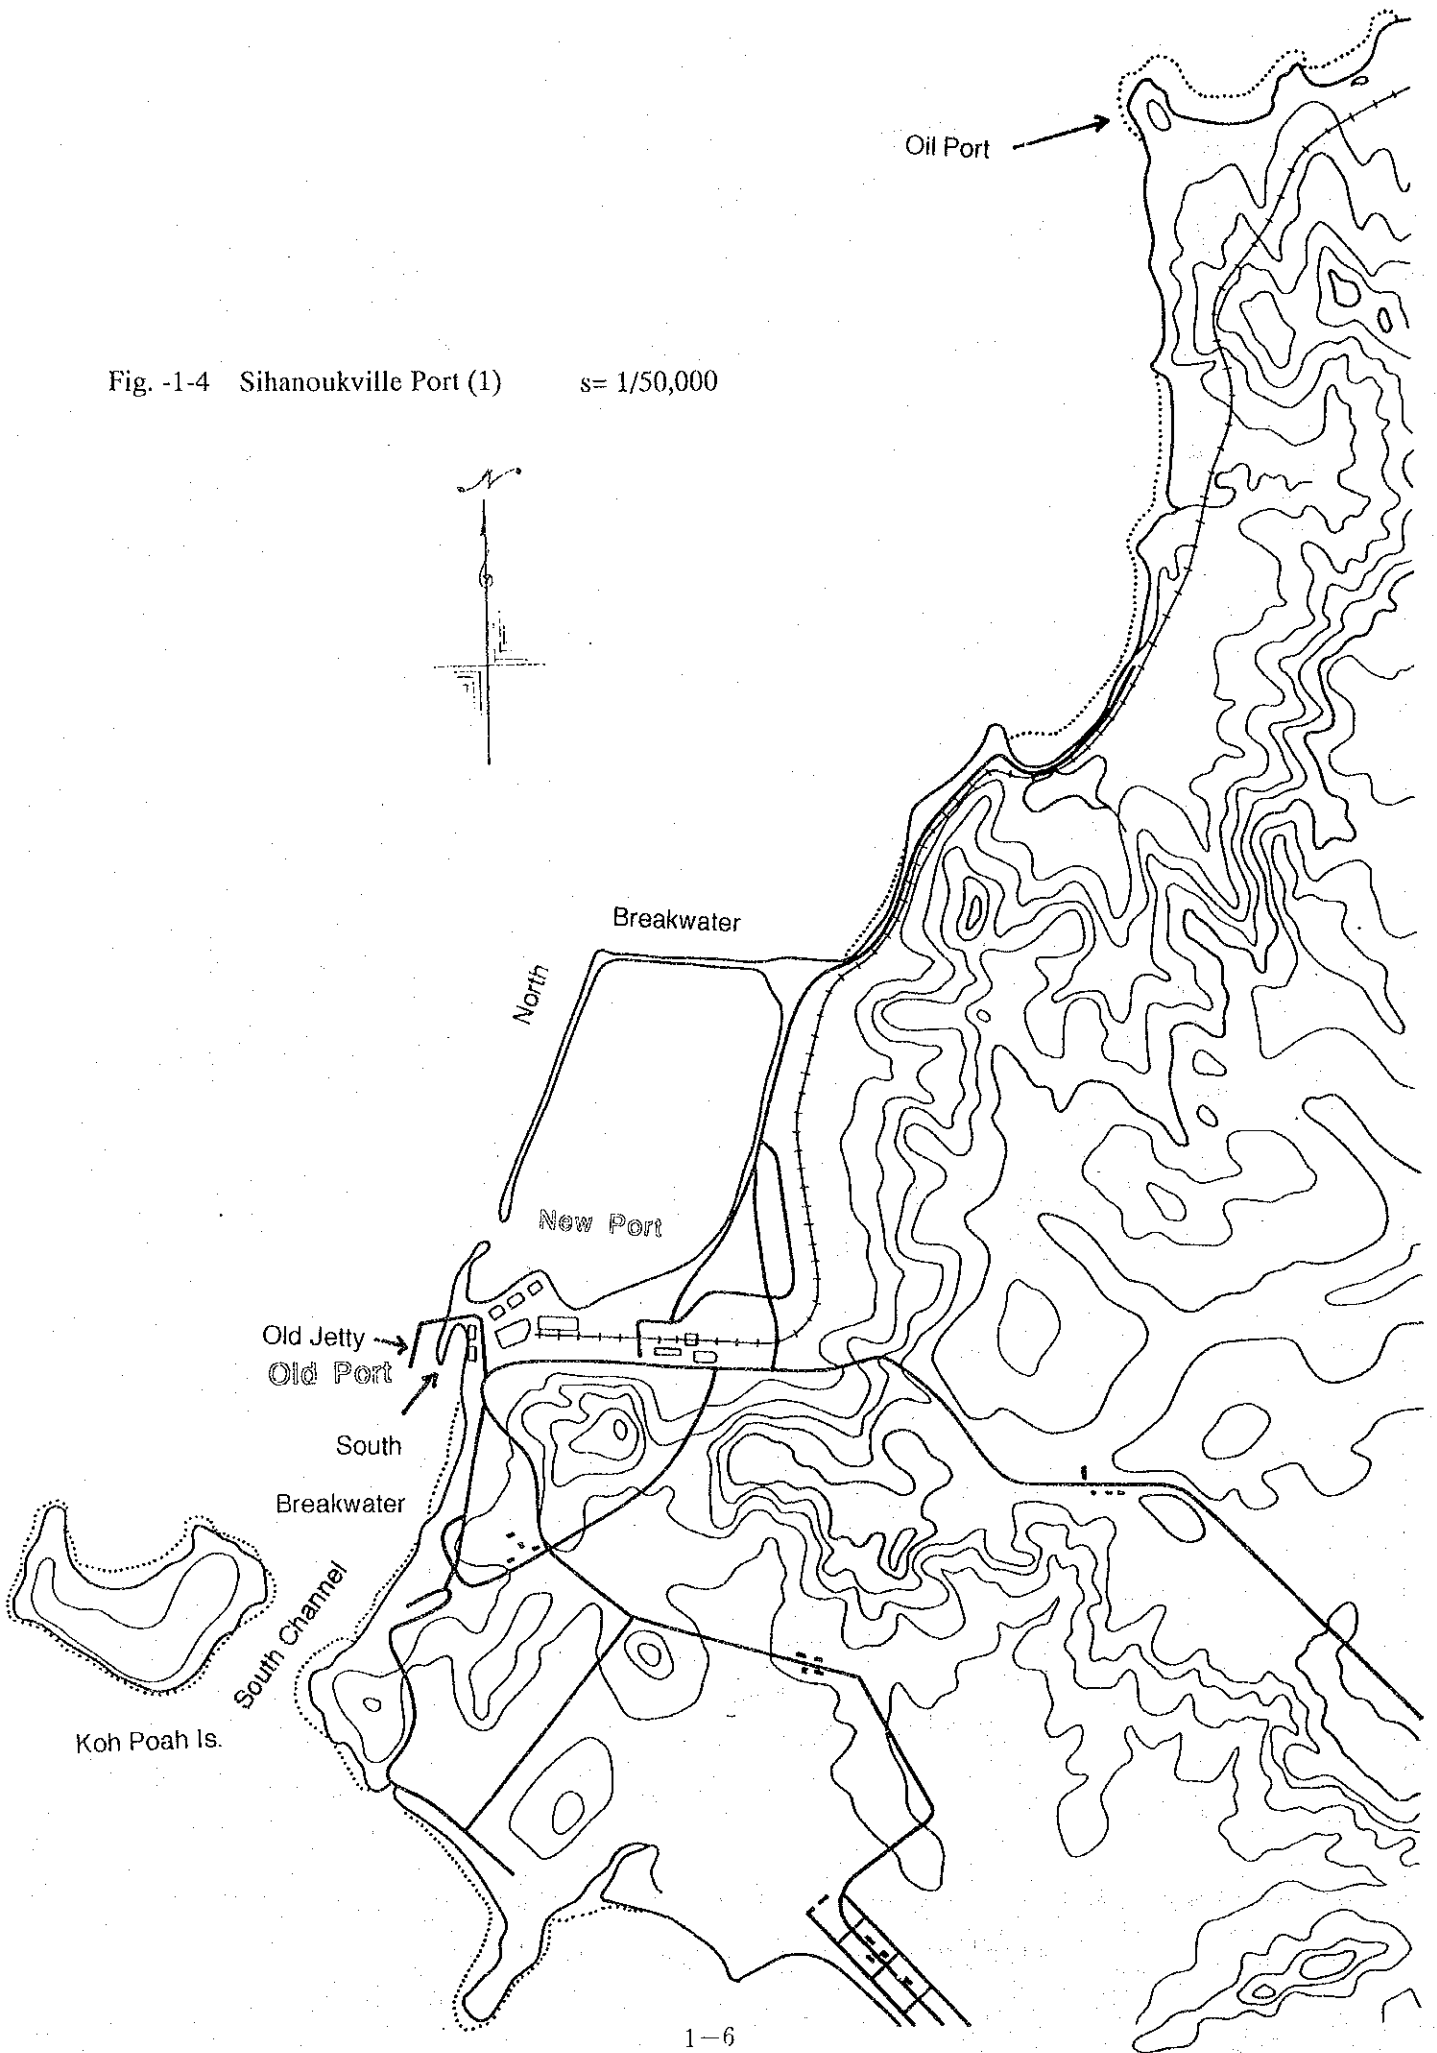 Oil Port
Fig. -1-4 Sihanoukville Port (1) s= 1/50,000
N
Breakwater
North
New Port
Old Jetty
Old Port
South
Breakwater
South Channel
Koh Poah Is.
1-6